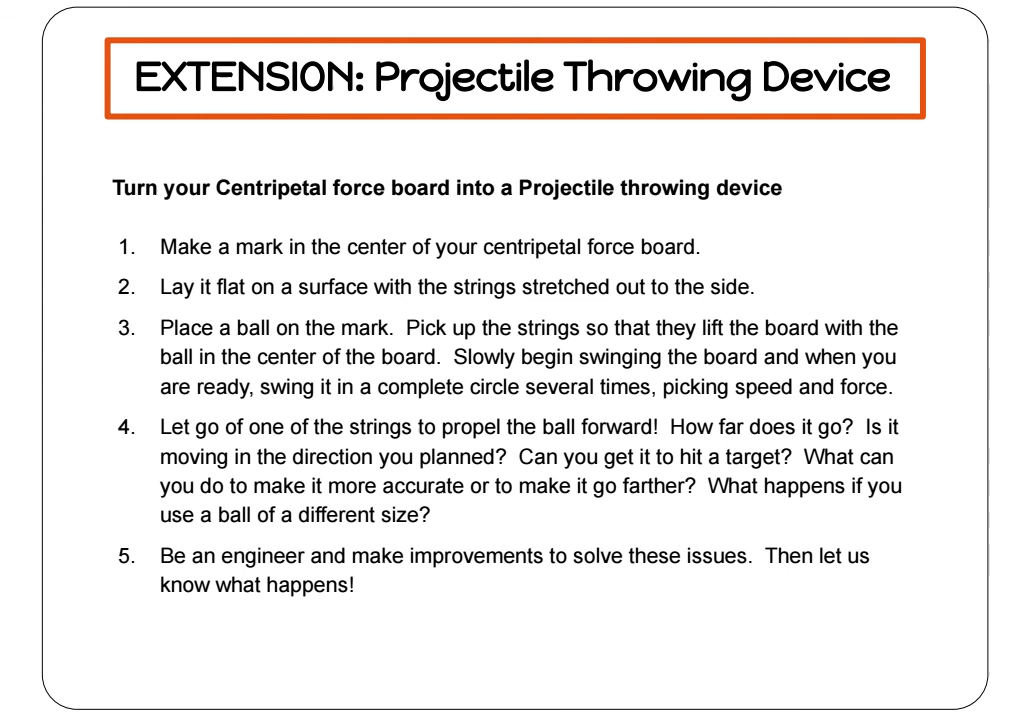 EXTENSION: Projectile Throwing Device
Turn your Centripetal force board into a Projectile throwing device
1. Make a mark in the center of your centripetal force board.
2. Lay it flat on a surface with the strings stretched out to the side.
3. Place a ball on the mark.  Pick up the strings so that they lift the board with the
ball in the center of the board.  Slowly begin swinging the board and when you
are ready, swing it in a complete circle several times, picking speed and force.
4. Let go of one of the strings to propel the ball forward!  How far does it go?  Is it
moving in the direction you planned?  Can you get it to hit a target?  What can
you do to make it more accurate or to make it go farther?  What happens if you
use a ball of a different size?
5. Be an engineer and make improvements to solve these issues.  Then let us
know what happens!